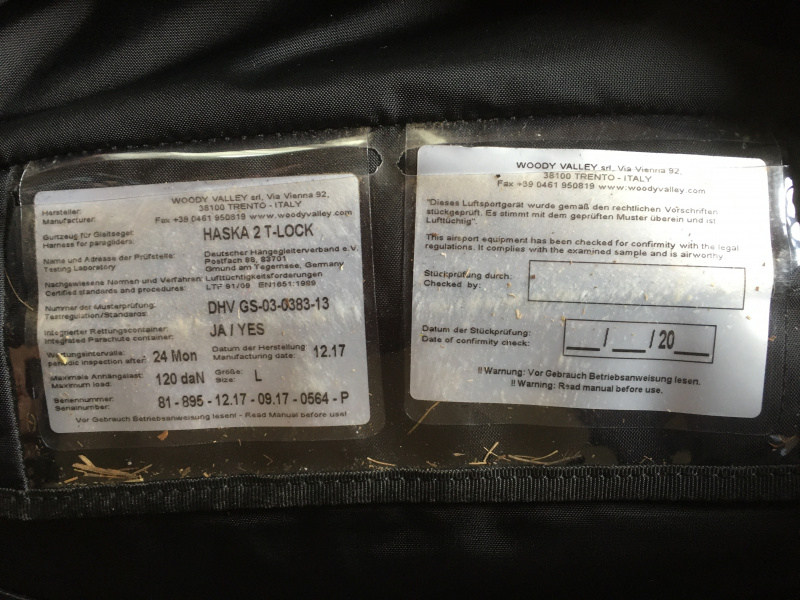 WOODY VALLEY srl, Via Vienna 92,
38100 TRENTO - ITALY
Fax +39 0461 950819 www.woodyvalley.com
Hersteller:
Manufacturer:
Gurtzeug für Gleitsegel:
Harness for paragliders:
HASKA 2 T-LOCK
Name und Adresse der Prüfstelle:
Testing Laboratory
Deutscher Hängegleiterverband e.V.
Postfach 88, 83701
Gmund am Tegernsee, Germany
Nachgewiesene Normen und Verfahren:
Certified standards and procedures:
Lufttüchtigkeitsforderungen
LTF 91/09 EN1651:1999
Nummer der Musterprüfung:
Testregulation/Standards:
DHV GS-03-0383-13
Integrierter Rettungscontainer:
Integrated Parachute container:
JA / YES
Wartungsintervalle:
periodic inspection after:
24 Mon
Datum der Herstellung
Manufacturing date:
12.17
Maximale Anhängelast:
Maximum load:
120 daN
Größe:
Size:
L
Seriennummer:
Serialnumber:
81 - 895 - 12.17 - 09.17 - 0564 - P
Vor Gebrauch Betriebsanweisung lesen! - Read Manual before use!
WOODY VALLEY srl, Via Vienna 92,
38100 TRENTO - ITALY
Fax +39 0461 950819 www.woodyvalley.com
"Dieses Luftsportgerät wurde gemäß den rechtlichen Vorschriften
stückgeprüft. Es stimmt mit dem geprüften Muster überein und ist
Lufttüchtig".
This airsport equipment has been checked for confirmity with the legal
regulations. It complies with the examined sample and is airworthy
Stückprüfung durch:
Checked by:
Datum der Stückprüfung:
Date of confirmity check:
___/___/20___
!! Warnung: Vor Gebrauch Betriebsanweisung lesen.
!! Warning: Read manual before use.